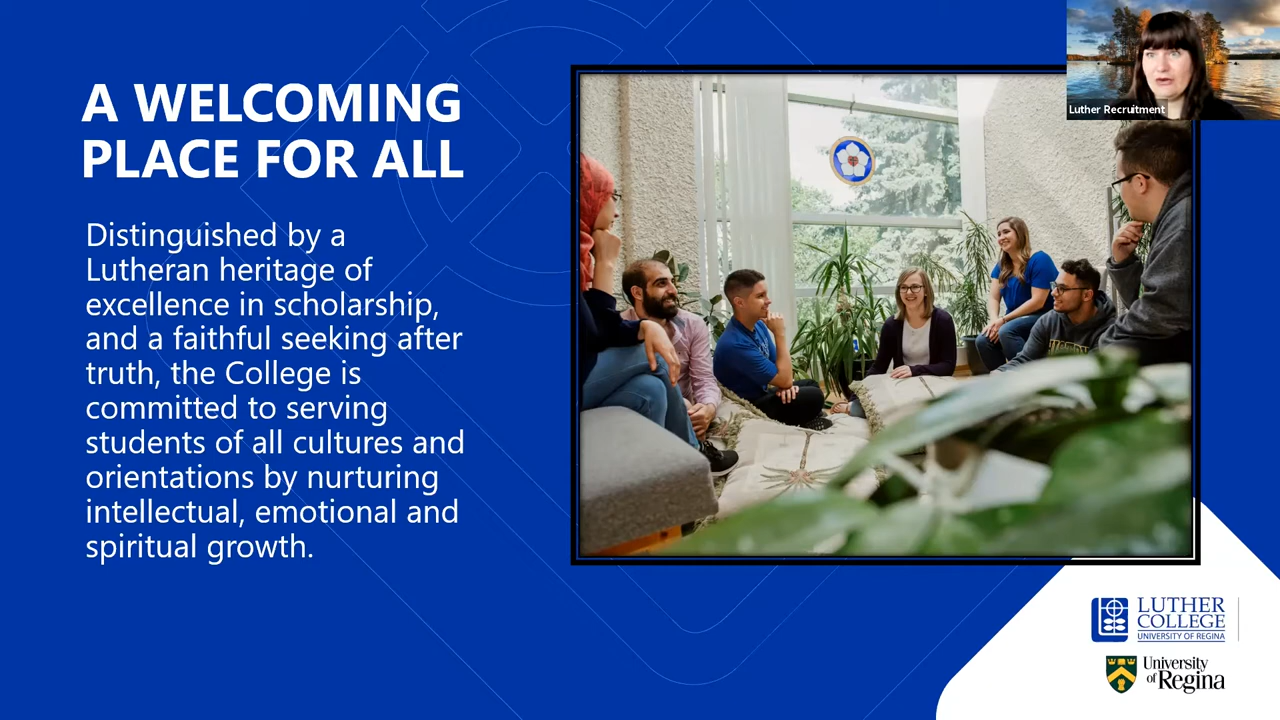 A WELCOMING
PLACE FOR ALL
Distinguished by a
Lutheran heritage of
excellence in scholarship,
and a faithful seeking after
truth, the College is
committed to serving
students of all cultures and
orientations by nurturing
intellectual, emotional and
spiritual growth.
Luther Recruitment
LUTHER
COLLEGE
UNIVERSITY OF REGINA
University
of Regina